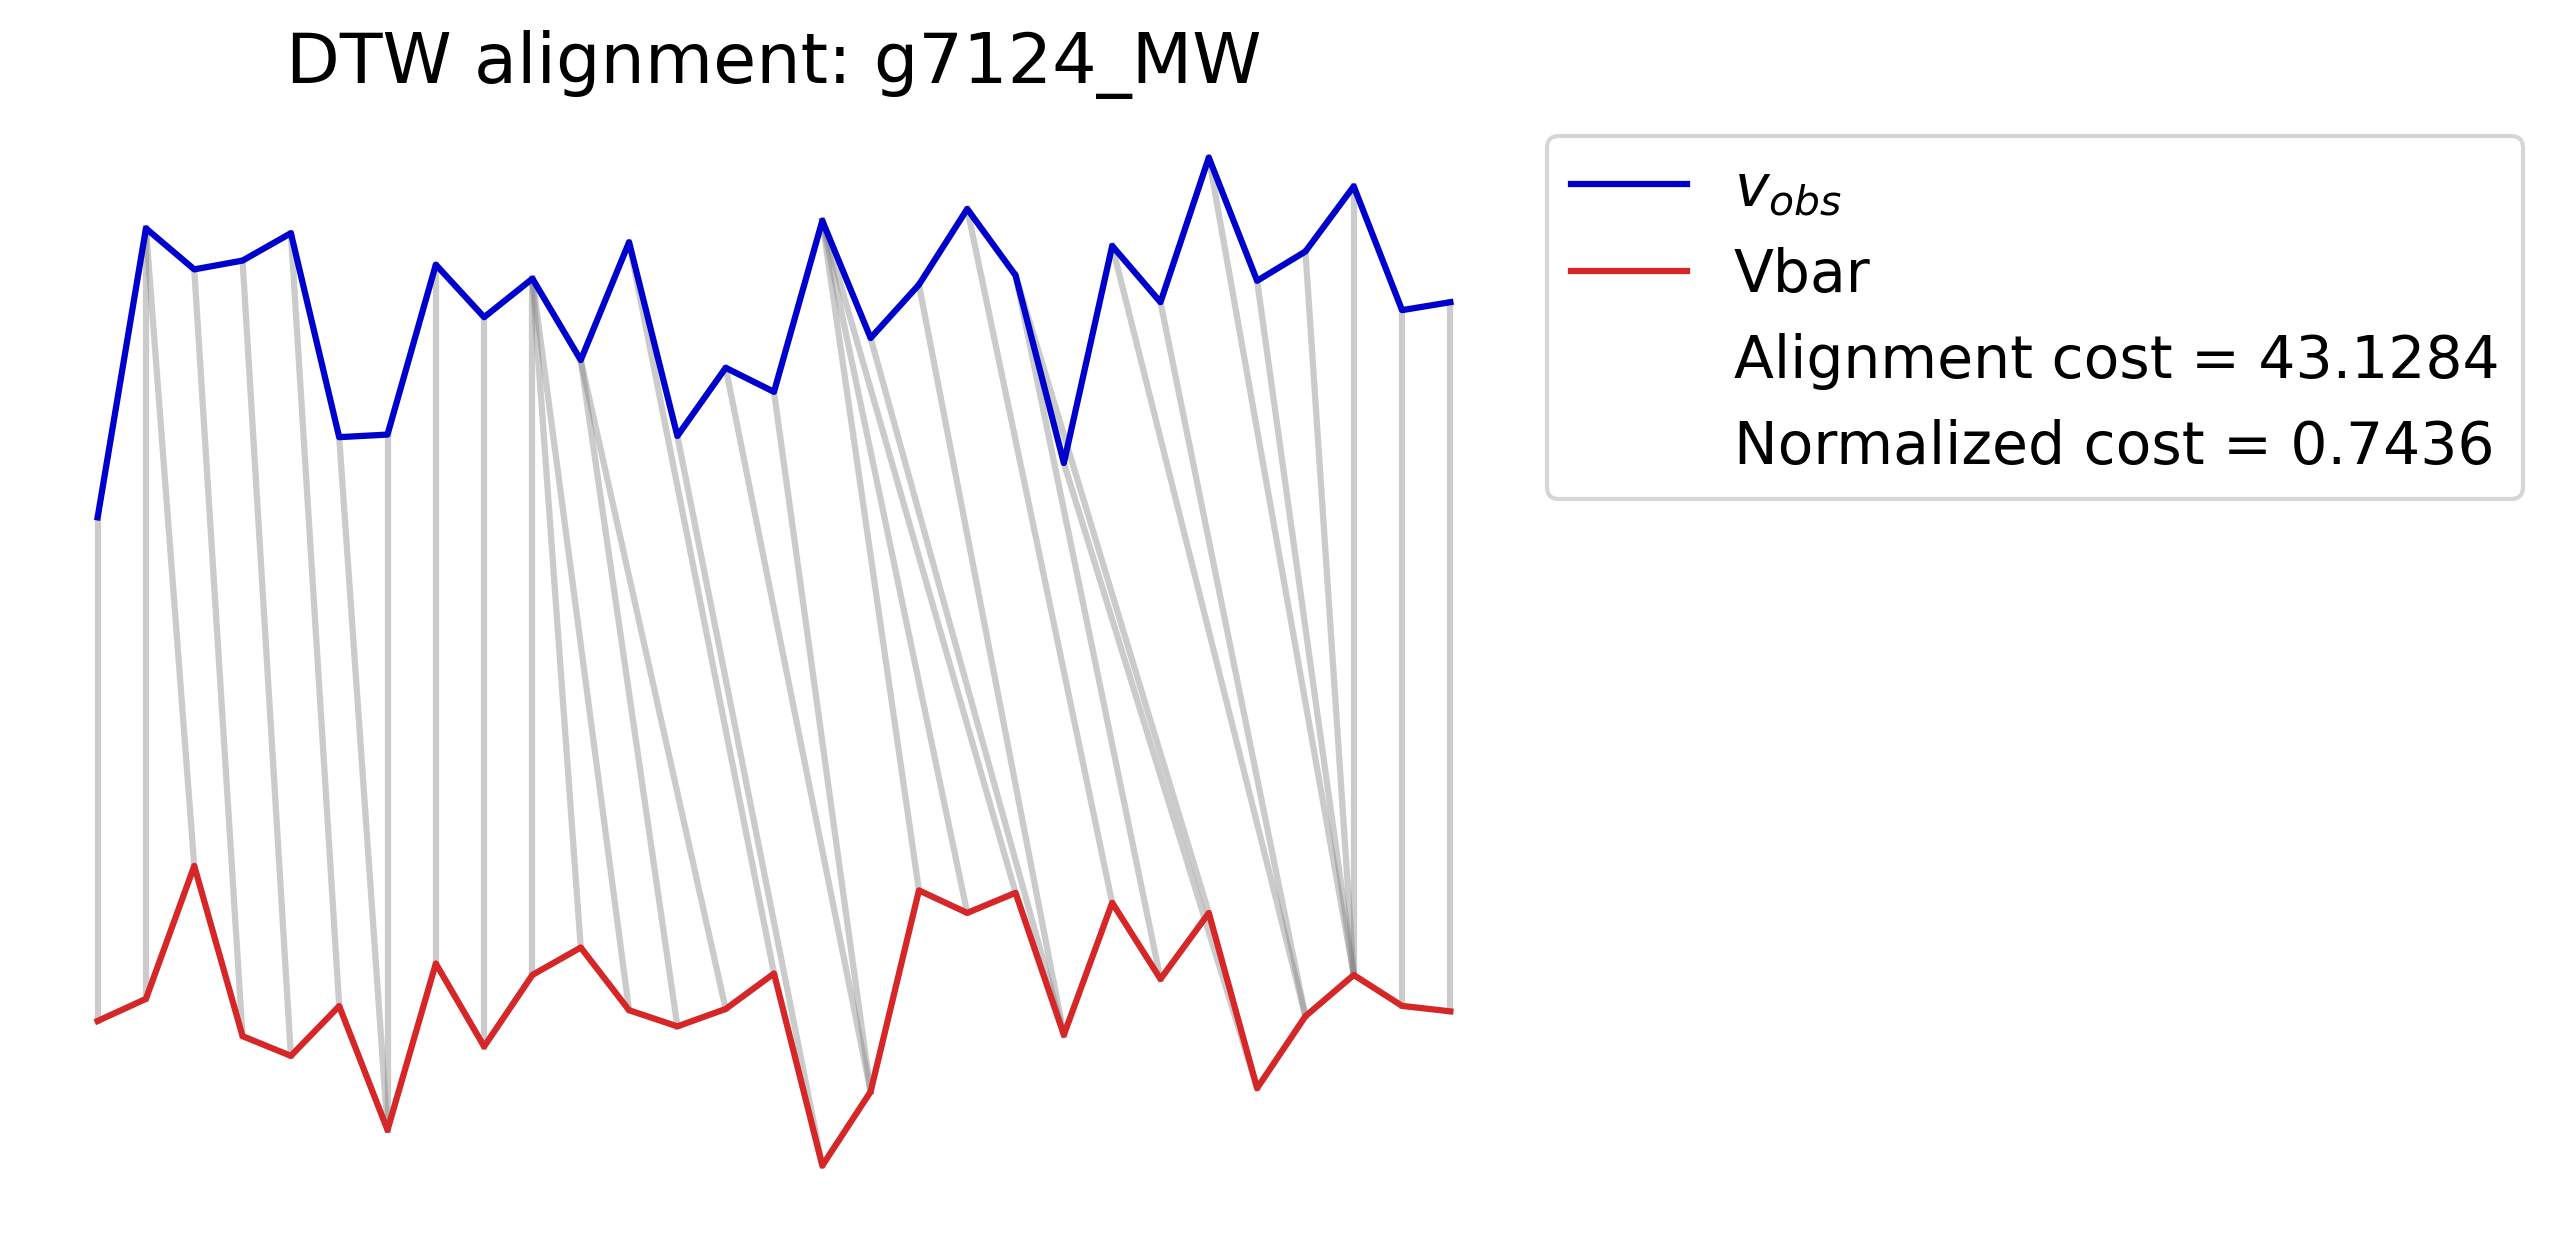 DTW alignment: g7124_MW
v_obs
Vbar
Alignment cost = 43.1284
Normalized cost = 0.7436